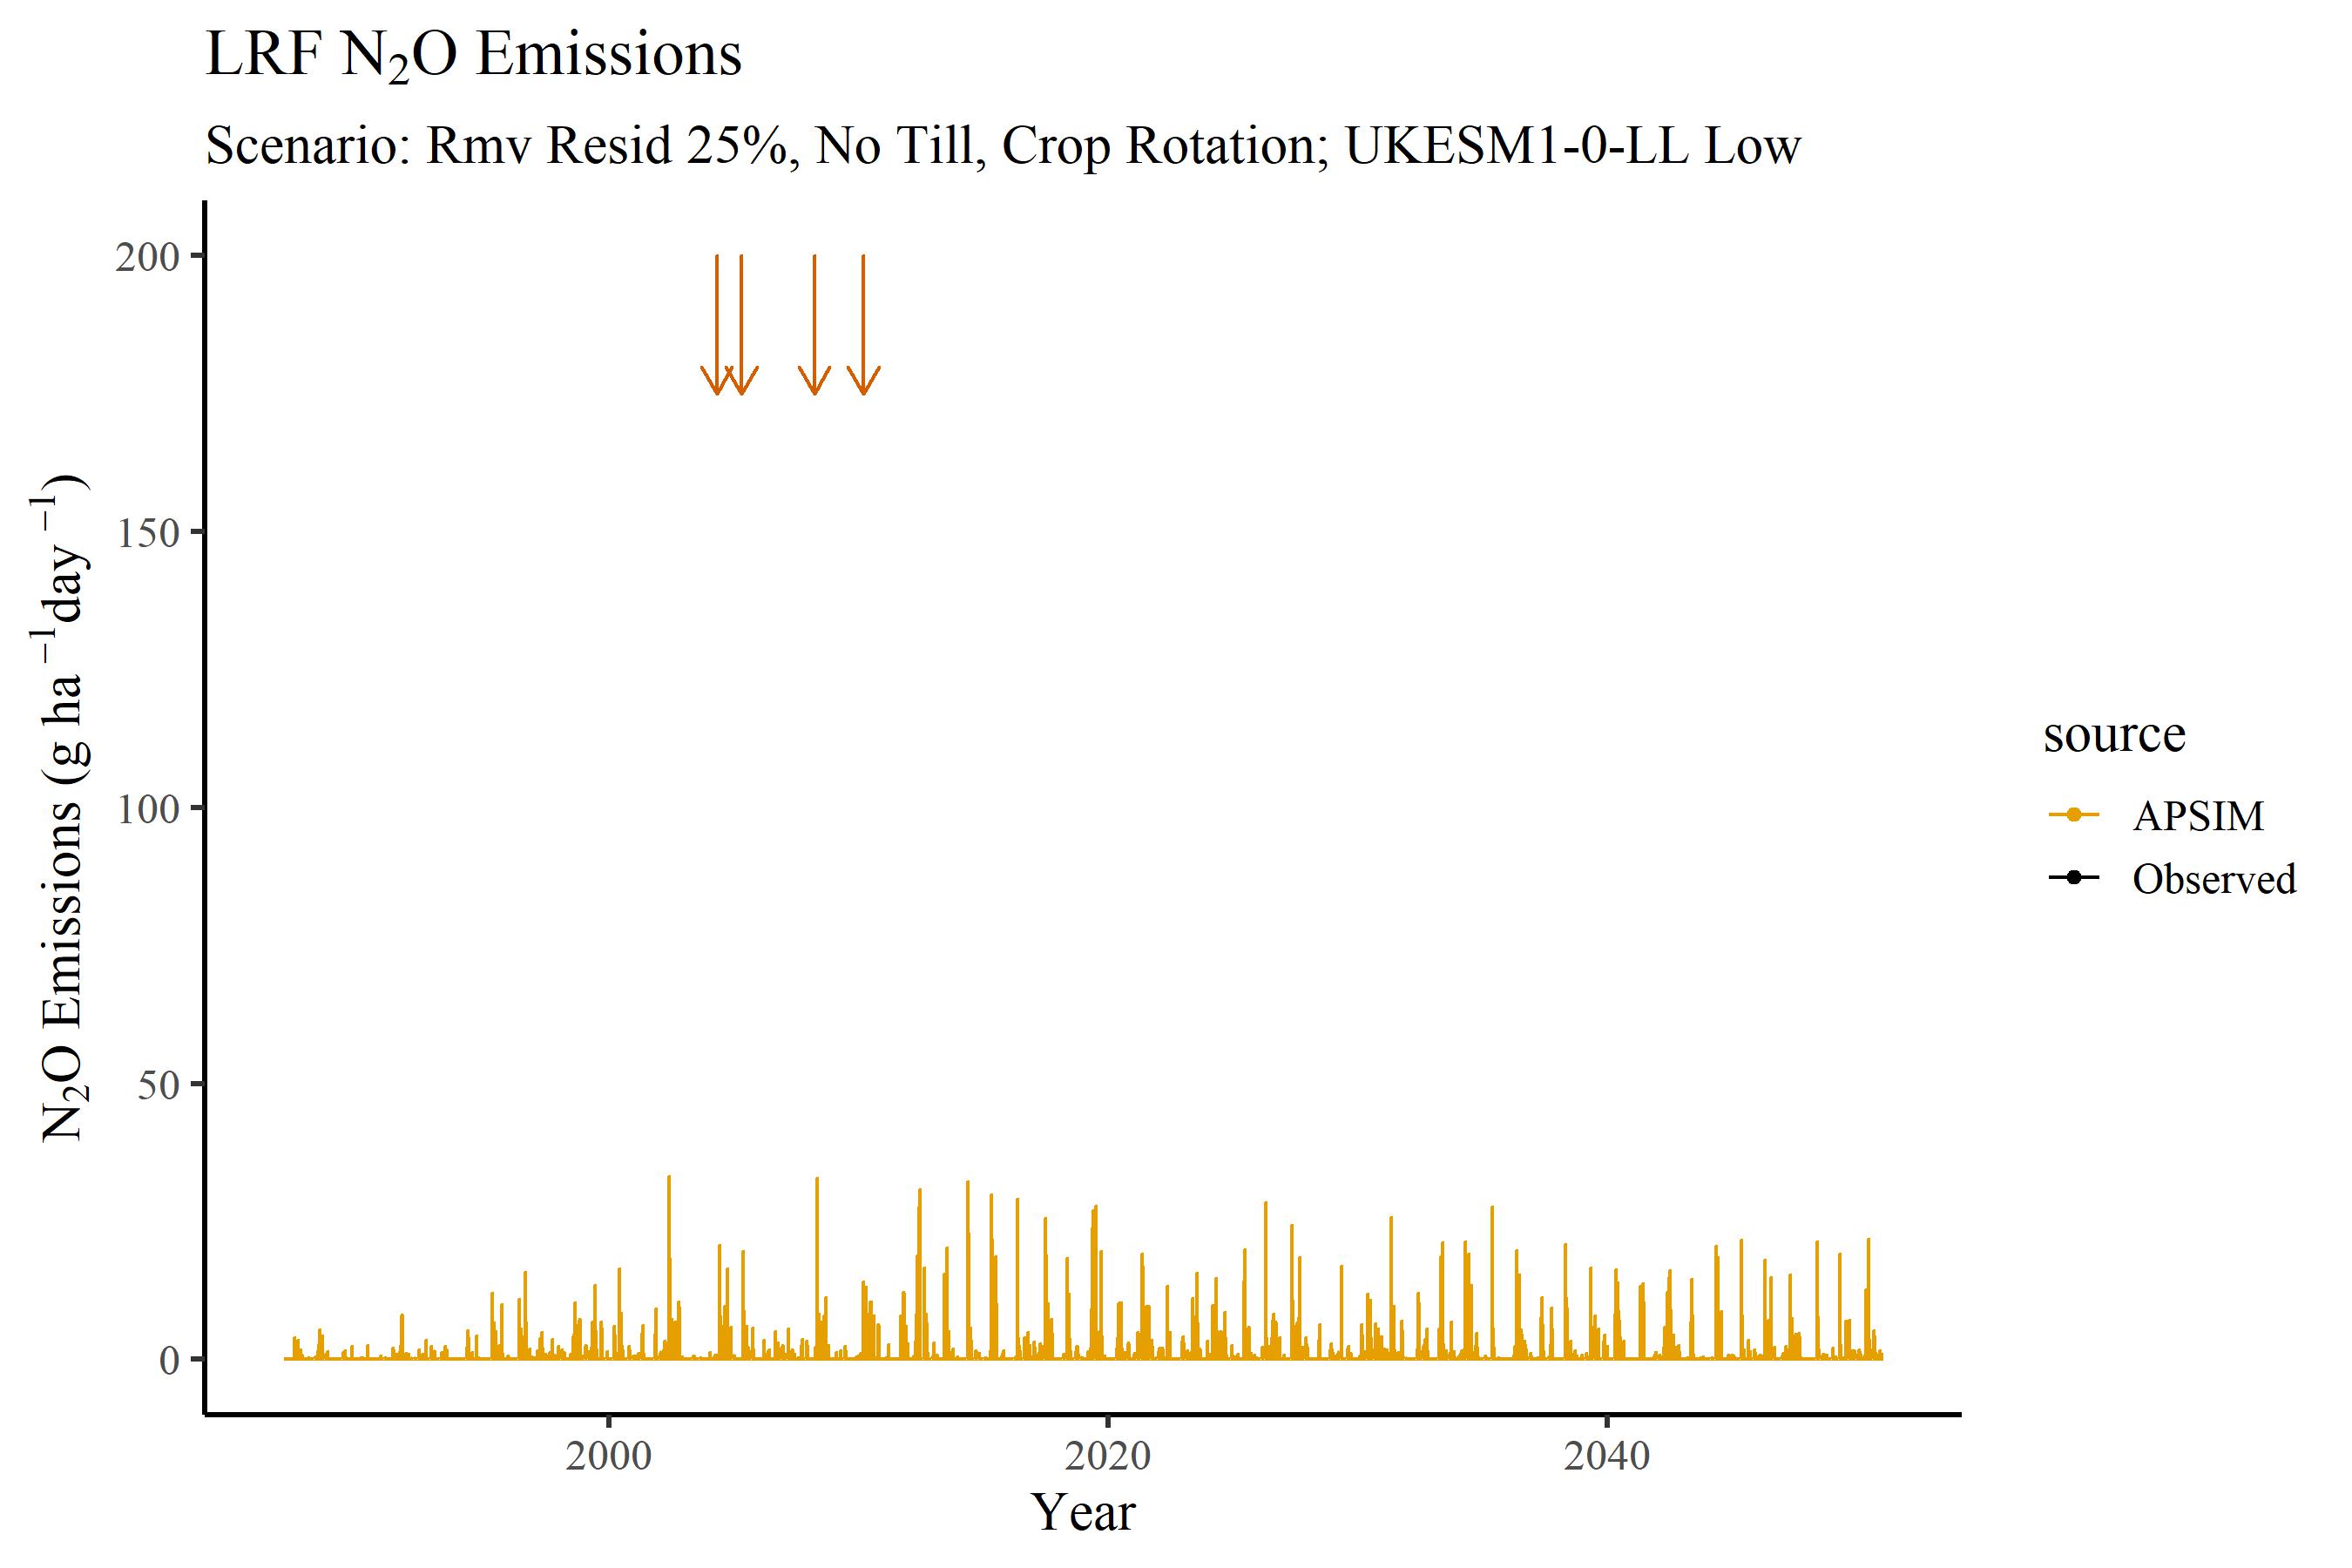 LRF N₂O Emissions
Scenario: Rmv Resid 25%, No Till, Crop Rotation; UKESM1-0-LL Low
N₂O Emissions (g ha ⁻¹day ⁻¹)
200
150
100
50
0
2000 2020 2040
Year
source
APSIM
Observed